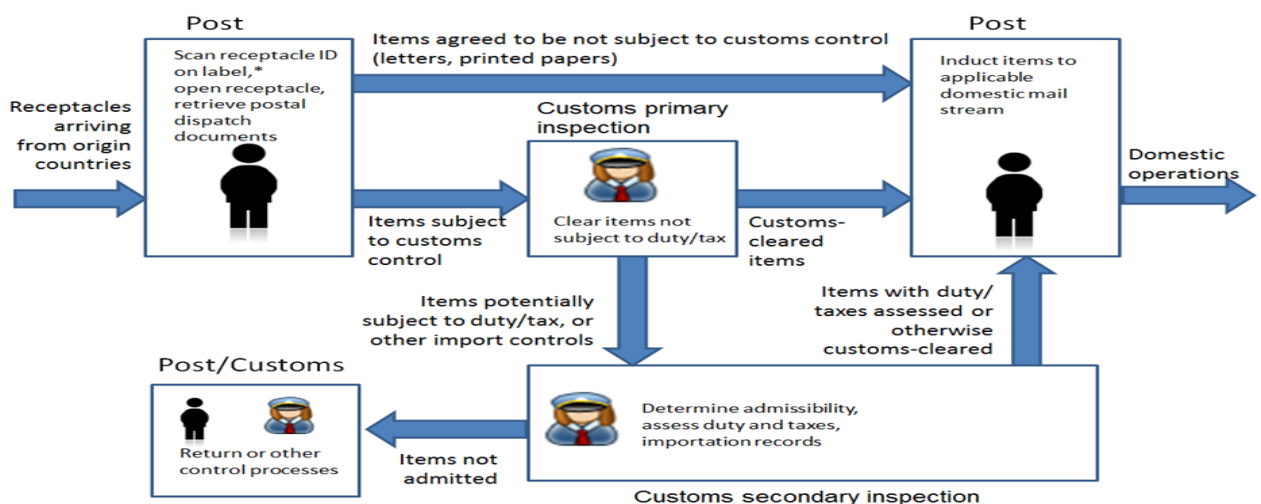 Post
Scan receptacle ID
on label,*
open receptacle,
retrieve postal
dispatch
documents
Receptacles
arriving
from origin
countries
Items agreed to be not subject to customs control
(letters, printed papers)
Post
Induct items to
applicable
domestic mail
stream
Customs primary
inspection
Clear items not
subject to duty/tax
Items subject
to customs
control
Customs-
cleared
items
Domestic
operations
Items potentially
subject to duty/tax, or
other import controls
Items with duty/
taxes assessed or
otherwise
customs-cleared
Post/Customs
Return or other
control processes
Items not
admitted
Determine admissibility,
assess duty and taxes,
importation records
Customs secondary inspection